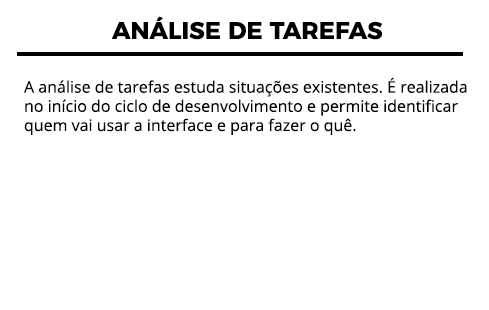 ANÁLISE DE TAREFAS
A análise de tarefas estuda situações existentes. É realizada
no início do ciclo de desenvolvimento e permite identificar
quem vai usar a interface e para fazer o quê.